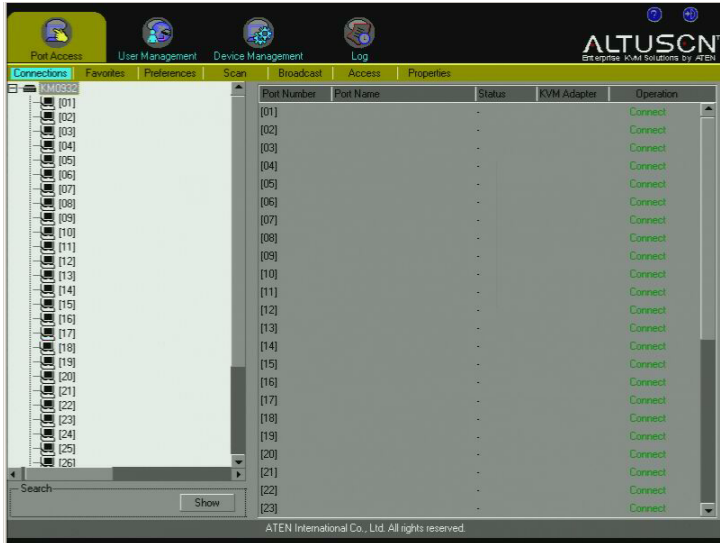 Port Access User Management Device Management Log
ALTUSEN
Enterprise KVM Solutions by ATEN
Connections Favorites Preferences Scan Broadcast Access Properties
KM0932
[01]
[02]
[03]
[04]
[05]
[06]
[07]
[08]
[09]
[10]
[11]
[12]
[13]
[14]
[15]
[16]
[17]
[18]
[19]
[20]
[21]
[22]
[23]
[24]
[25]
[26]
Search
Show
Port Number Port Name Status KVM Adapter Operation
[01] - Connect
[02] - Connect
[03] - Connect
[04] - Connect
[05] - Connect
[06] - Connect
[07] - Connect
[08] - Connect
[09] - Connect
[10] - Connect
[11] - Connect
[12] - Connect
[13] - Connect
[14] - Connect
[15] - Connect
[16] - Connect
[17] - Connect
[18] - Connect
[19] - Connect
[20] - Connect
[21] - Connect
[22] - Connect
[23] - Connect
ATEN International Co., Ltd. All rights reserved.